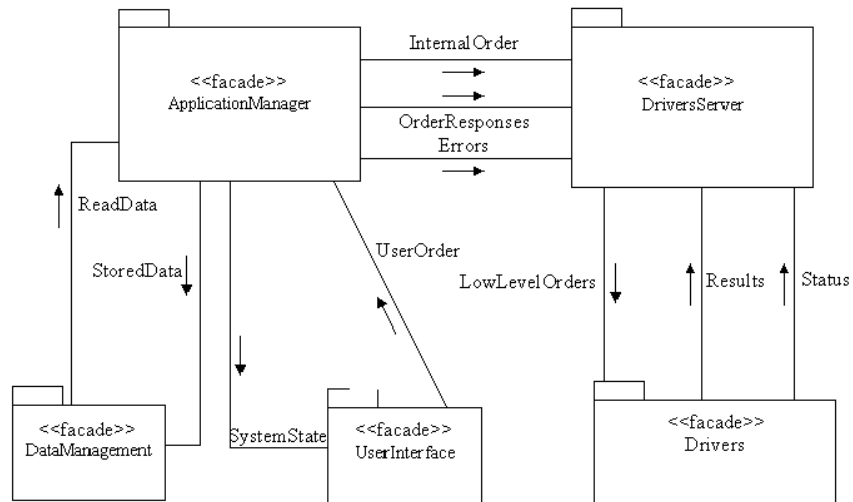 InternalOrder
<<facade>>
ApplicationManager
<<facade>>
DriversServer
OrderResponses
Errors
ReadData
StoredData
UserOrder
LowLevelOrders
Results
Status
<<facade>>
DataManagement
SystemState
<<facade>>
UserInterface
<<facade>>
Drivers